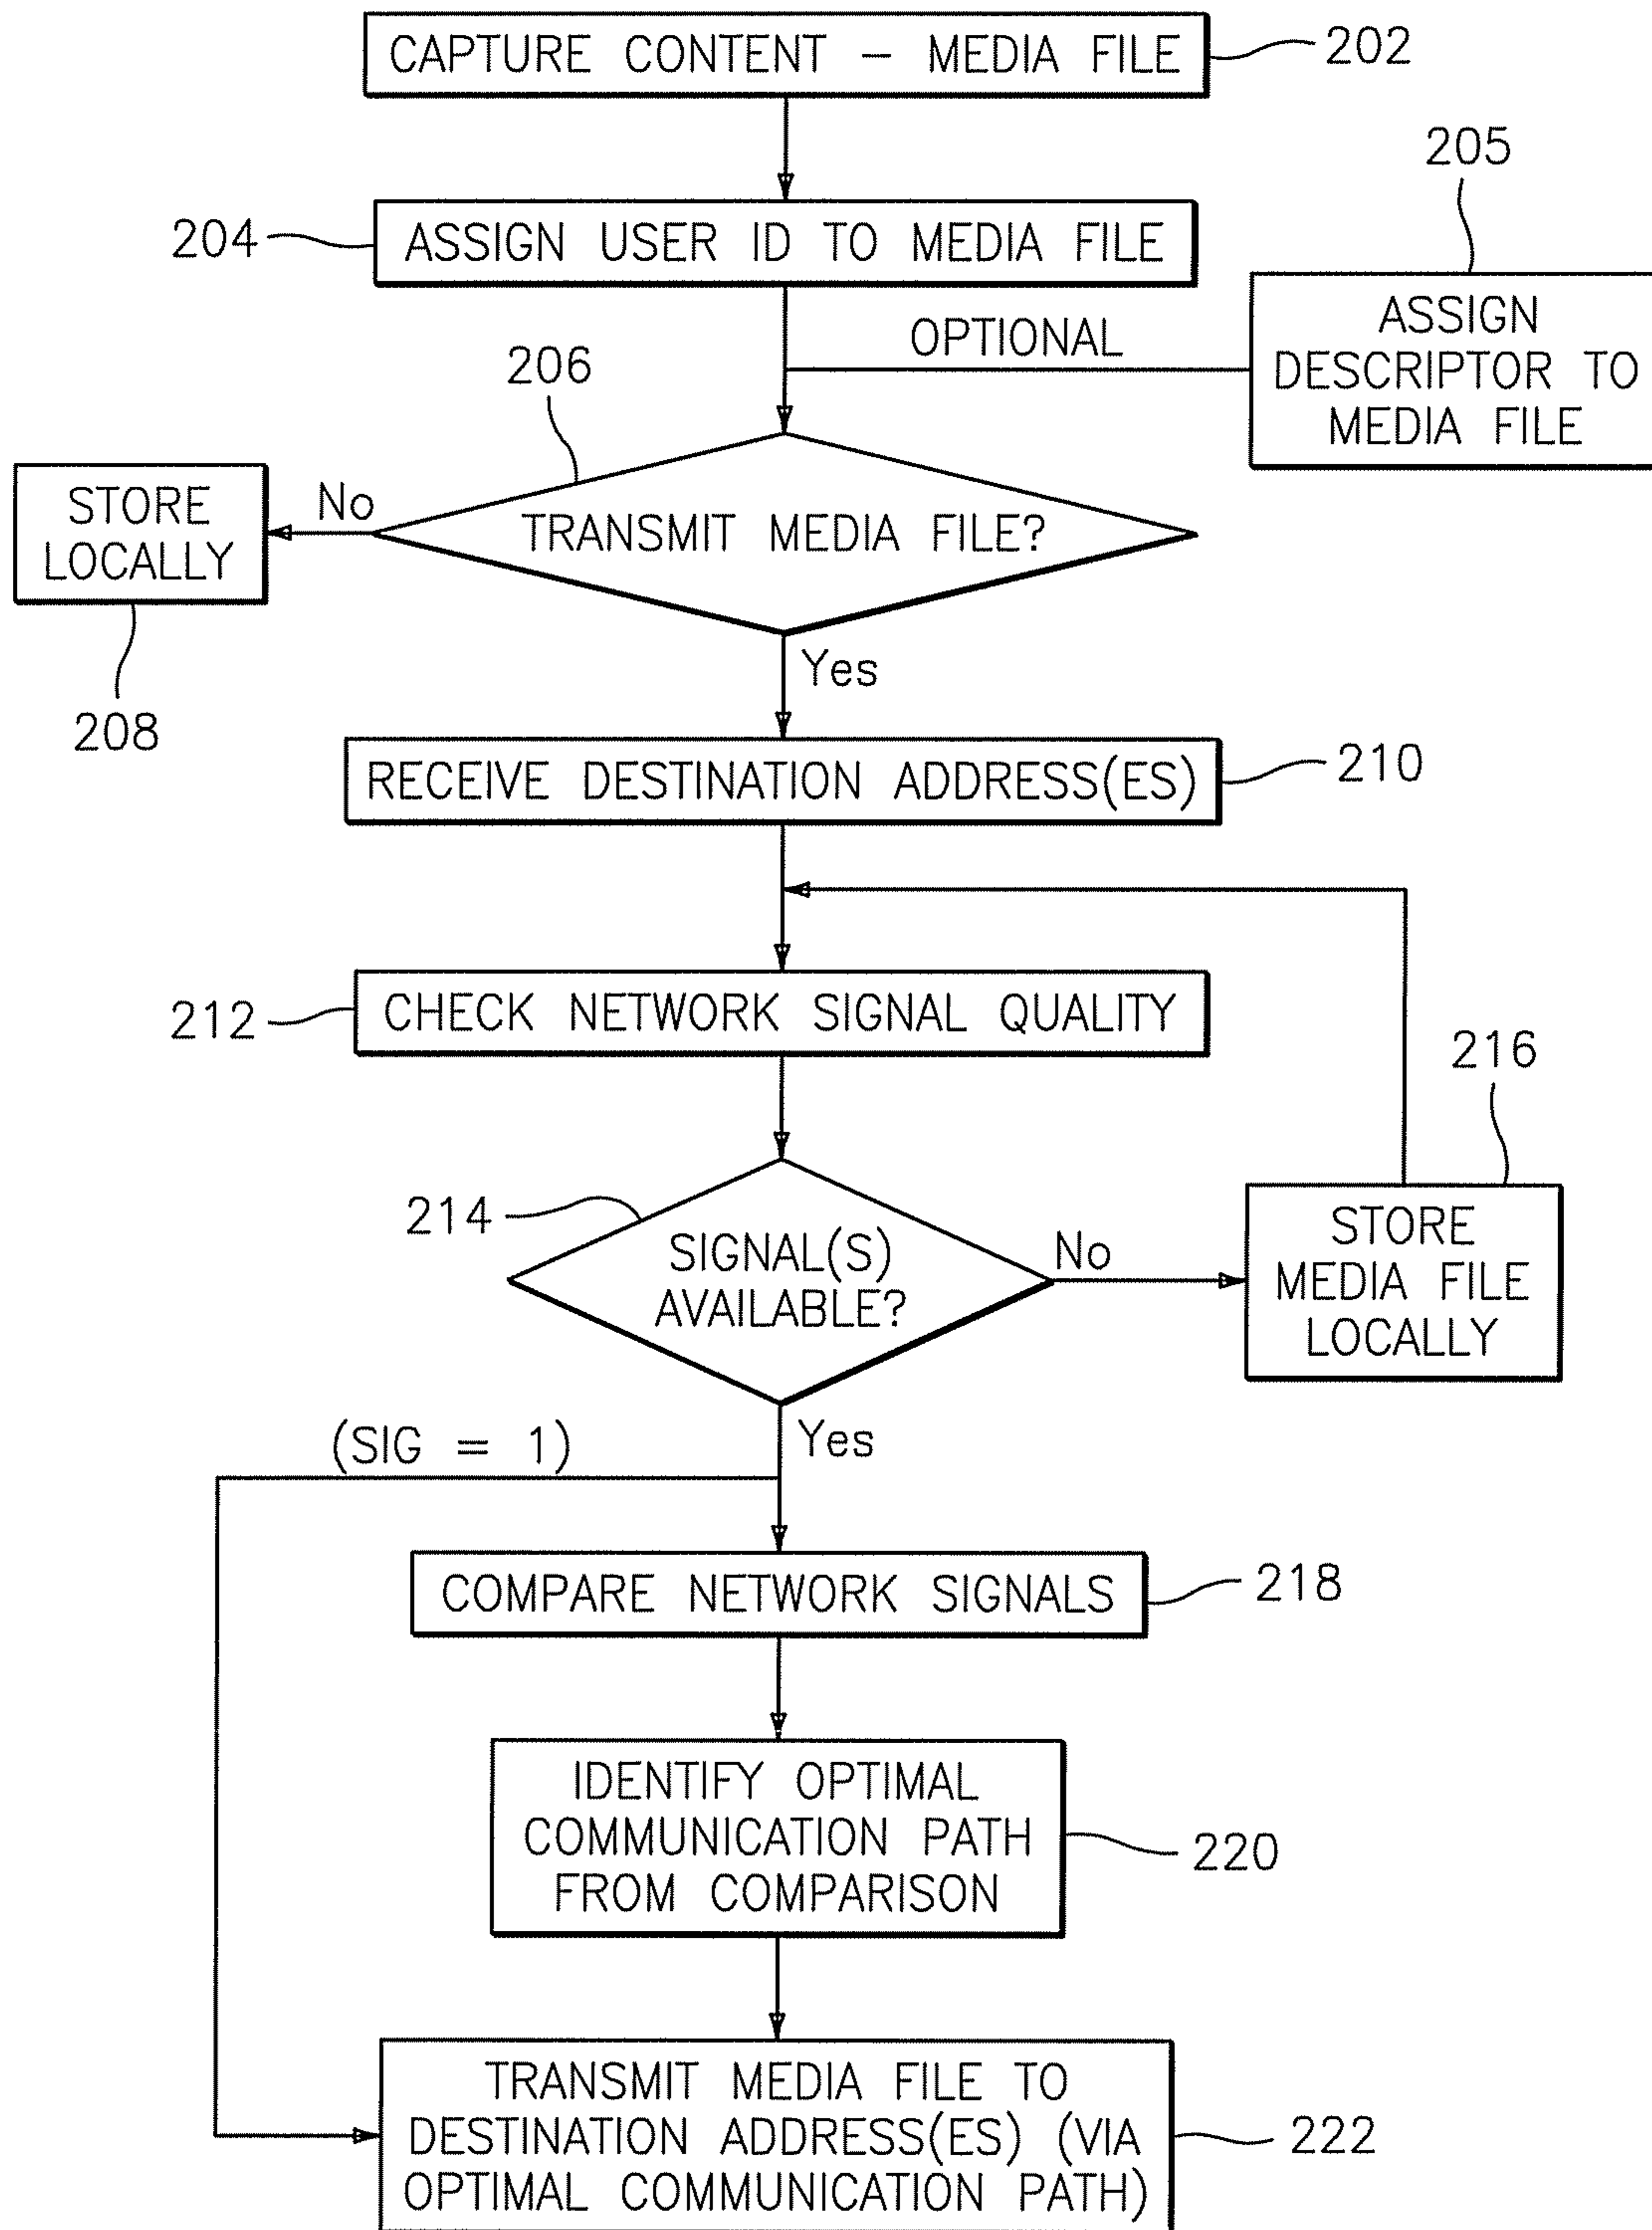 CAPTURE CONTENT – MEDIA FILE
202
205
204
ASSIGN USER ID TO MEDIA FILE
OPTIONAL
ASSIGN
DESCRIPTOR TO
MEDIA FILE
206
STORE
LOCALLY
No
TRANSMIT MEDIA FILE?
208
Yes
RECEIVE DESTINATION ADDRESS(ES)
210
212
CHECK NETWORK SIGNAL QUALITY
216
214
SIGNAL(S)
AVAILABLE?
No
STORE
MEDIA FILE
LOCALLY
(SIG = 1)
Yes
COMPARE NETWORK SIGNALS
218
IDENTIFY OPTIMAL
COMMUNICATION PATH
FROM COMPARISON
220
TRANSMIT MEDIA FILE TO
DESTINATION ADDRESS(ES) (VIA
OPTIMAL COMMUNICATION PATH)
222